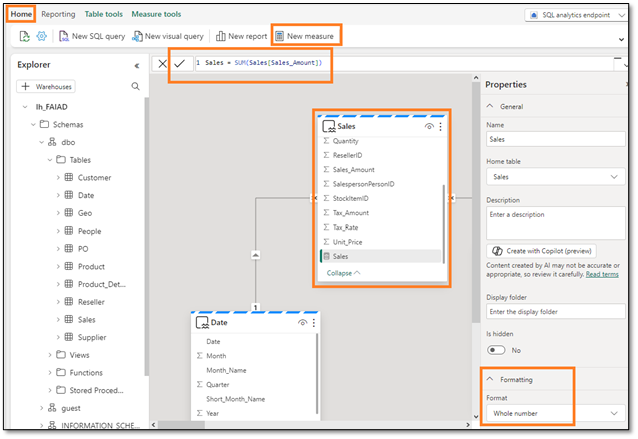 Home Reporting Table tools Measure tools
SQL analytics endpoint
New SQL query New visual query New report New measure
Explorer
1 Sales = SUM(Sales[Sales_Amount])
+ Warehouses
lh_FAIAD
Schemas
dbo
Tables
Customer
Date
Geo
People
PO
Product
Product_Det...
Reseller
Sales
Supplier
Views
Functions
Stored Proced...
guest
INFORMATION_SCHE...
Sales
Quantity
ResellerID
Sales_Amount
SalespersonPersonID
StockItemID
Tax_Amount
Tax_Rate
Unit_Price
Sales
Collapse
1
Date
Date
Month
Month_Name
Quarter
Short_Month_Name
Year
Properties
General
Name
Sales
Home table
Sales
Description
Enter a description
Create with Copilot (preview)
Content created by AI may not be accurate or
appropriate, so review it carefully. Read terms
Display folder
Enter the display folder
Is hidden
No
Formatting
Format
Whole number